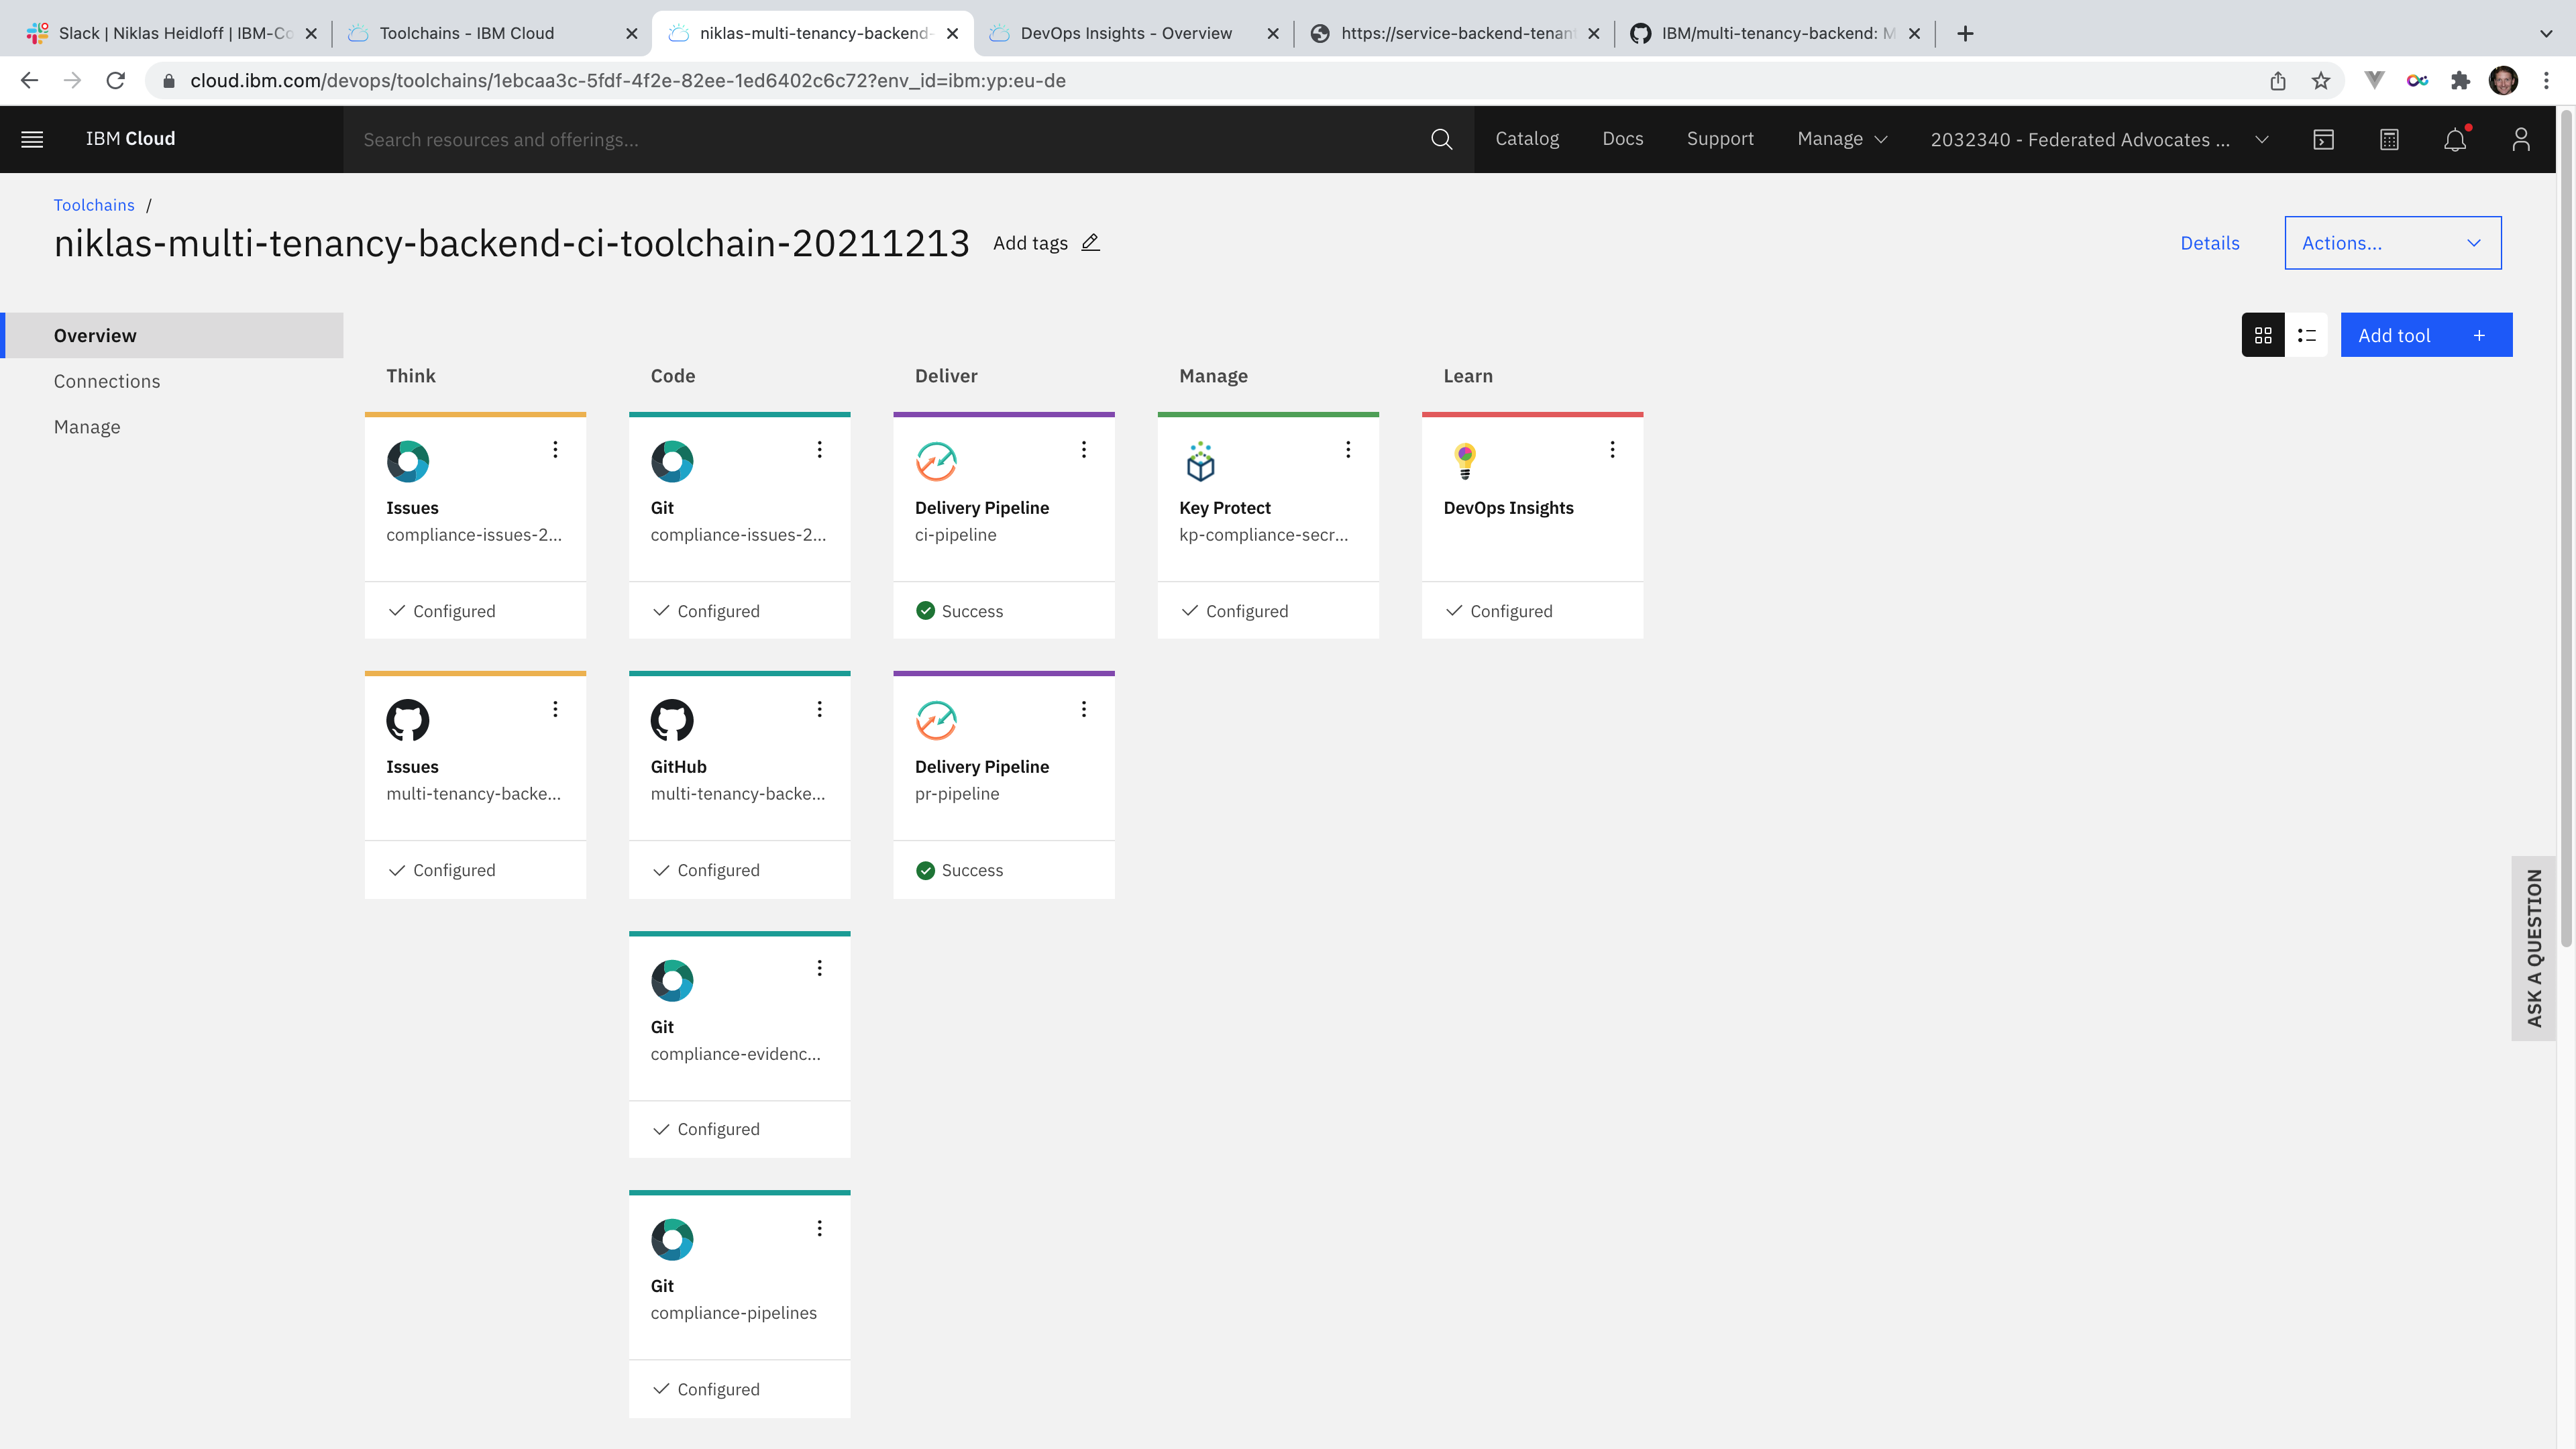 Slack | Niklas Heidloff | IBM-Co
Toolchains - IBM Cloud
niklas-multi-tenancy-backend-
DevOps Insights - Overview
https://service-backend-tenant
IBM/multi-tenancy-backend: M
cloud.ibm.com/devops/toolchains/1ebcaa3c-5fdf-4f2e-82ee-1ed6402c6c72?env_id=ibm:yp:eu-de
IBM Cloud
Search resources and offerings...
Catalog
Docs
Support
Manage
2032340 - Federated Advocates ...
Toolchains /
niklas-multi-tenancy-backend-ci-toolchain-20211213
Add tags
Details
Actions...
Overview
Connections
Manage
Add tool +
Think
Code
Deliver
Manage
Learn
Issues
compliance-issues-2...
Configured
Git
compliance-issues-2...
Configured
Delivery Pipeline
ci-pipeline
Success
Key Protect
kp-compliance-secr...
Configured
DevOps Insights
Configured
Issues
multi-tenancy-backe...
Configured
GitHub
multi-tenancy-backe...
Configured
Delivery Pipeline
pr-pipeline
Success
Git
compliance-evidenc...
Configured
Git
compliance-pipelines
Configured
ASK A QUESTION